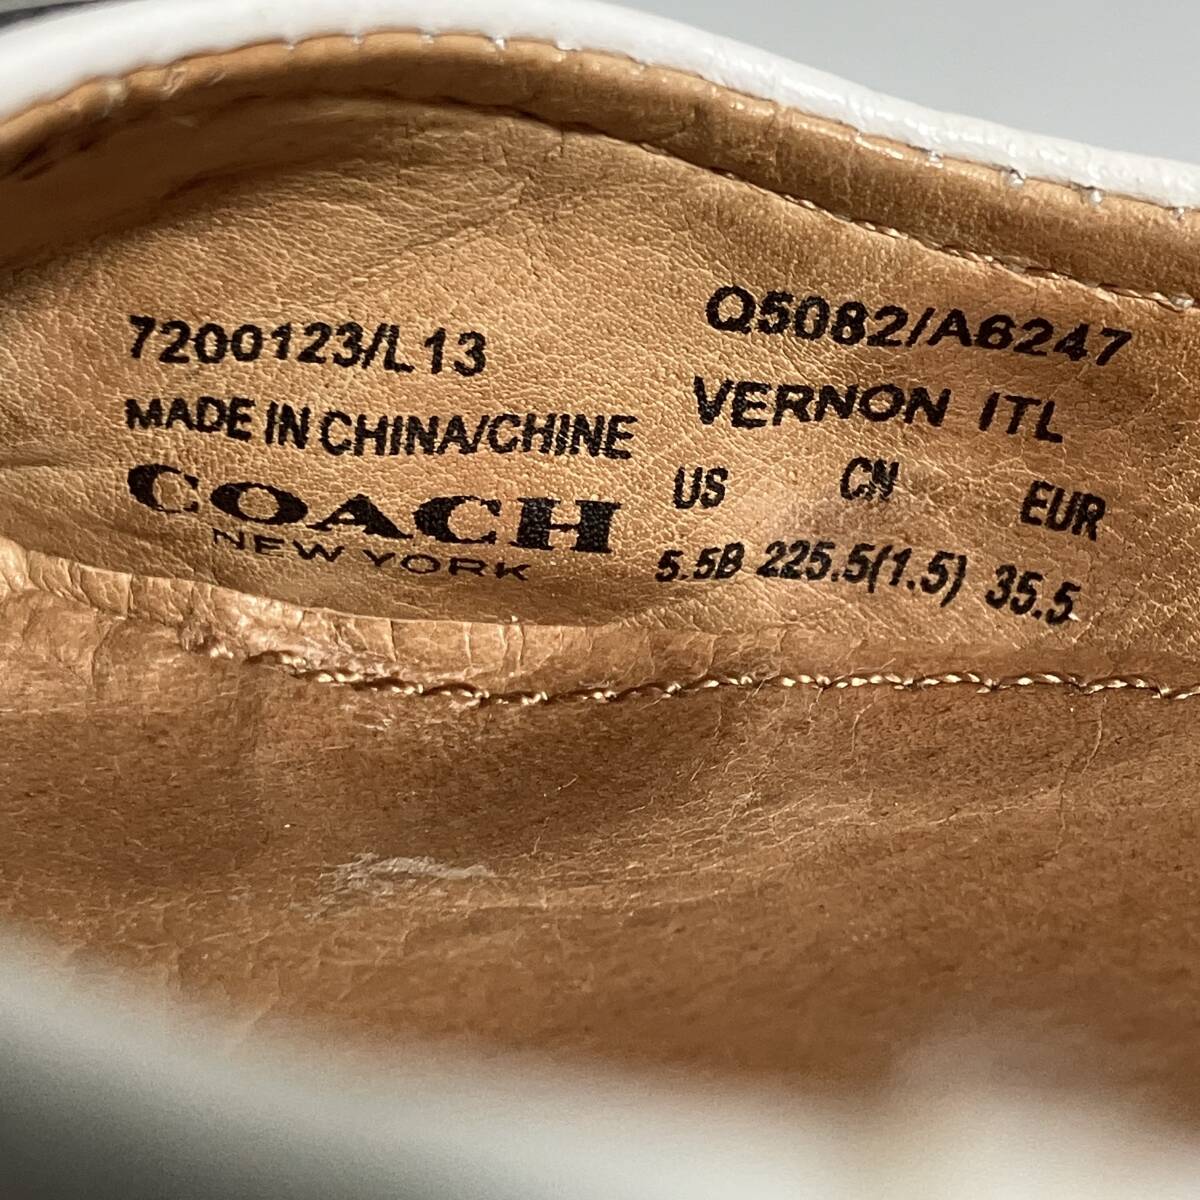 7200123/L13
MADE IN CHINA/CHINE
COACH
NEW YORK
Q5082/A6247
VERNON ITL
US CN EUR
5.5B 225.5(1.5) 35.5